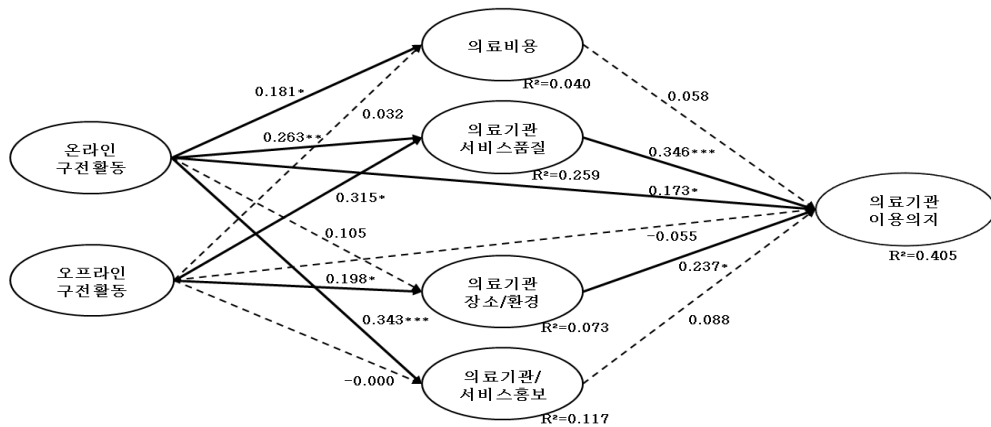 의료비용
R²=0.040
0.181*
0.032
0.058
온라인
구전활동
0.263**
의료기관
서비스품질
R²=0.259
0.346***
0.173*
0.315*
0.105
의료기관
이용의지
R²=0.405
-0.055
오프라인
구전활동
0.198*
의료기관
장소/환경
R²=0.073
0.237*
0.343***
0.088
-0.000
의료기관/
서비스홍보
R²=0.117